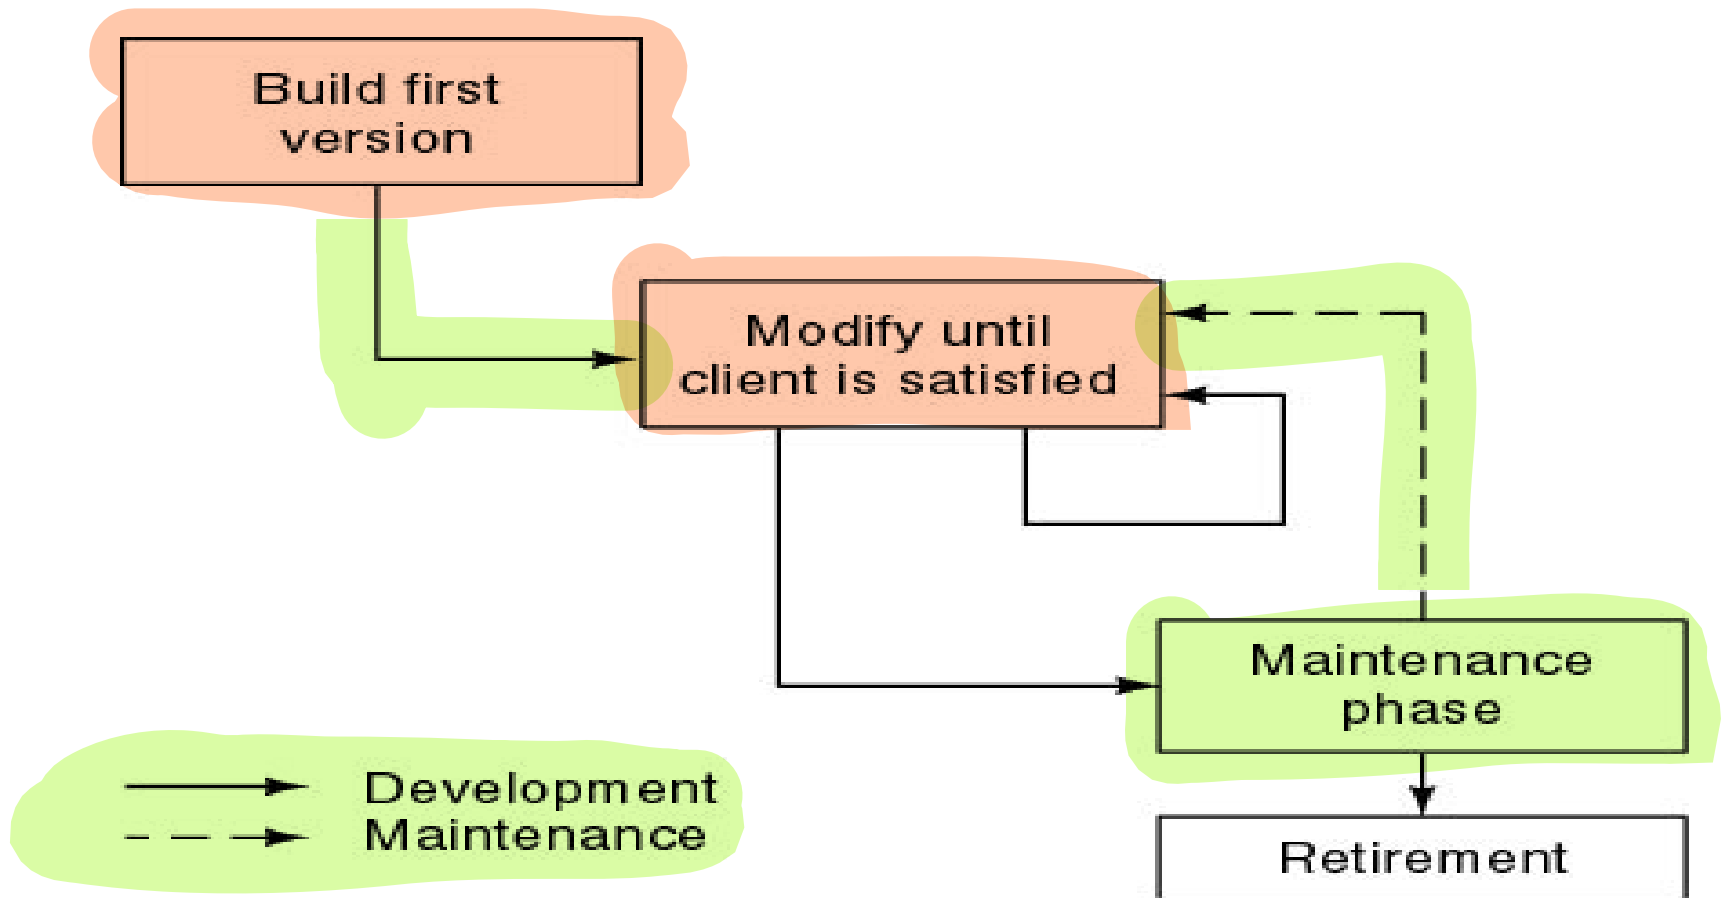 Build first
version
Modify until
client is satisfied
Maintenance
phase
Development
Maintenance
Retirement